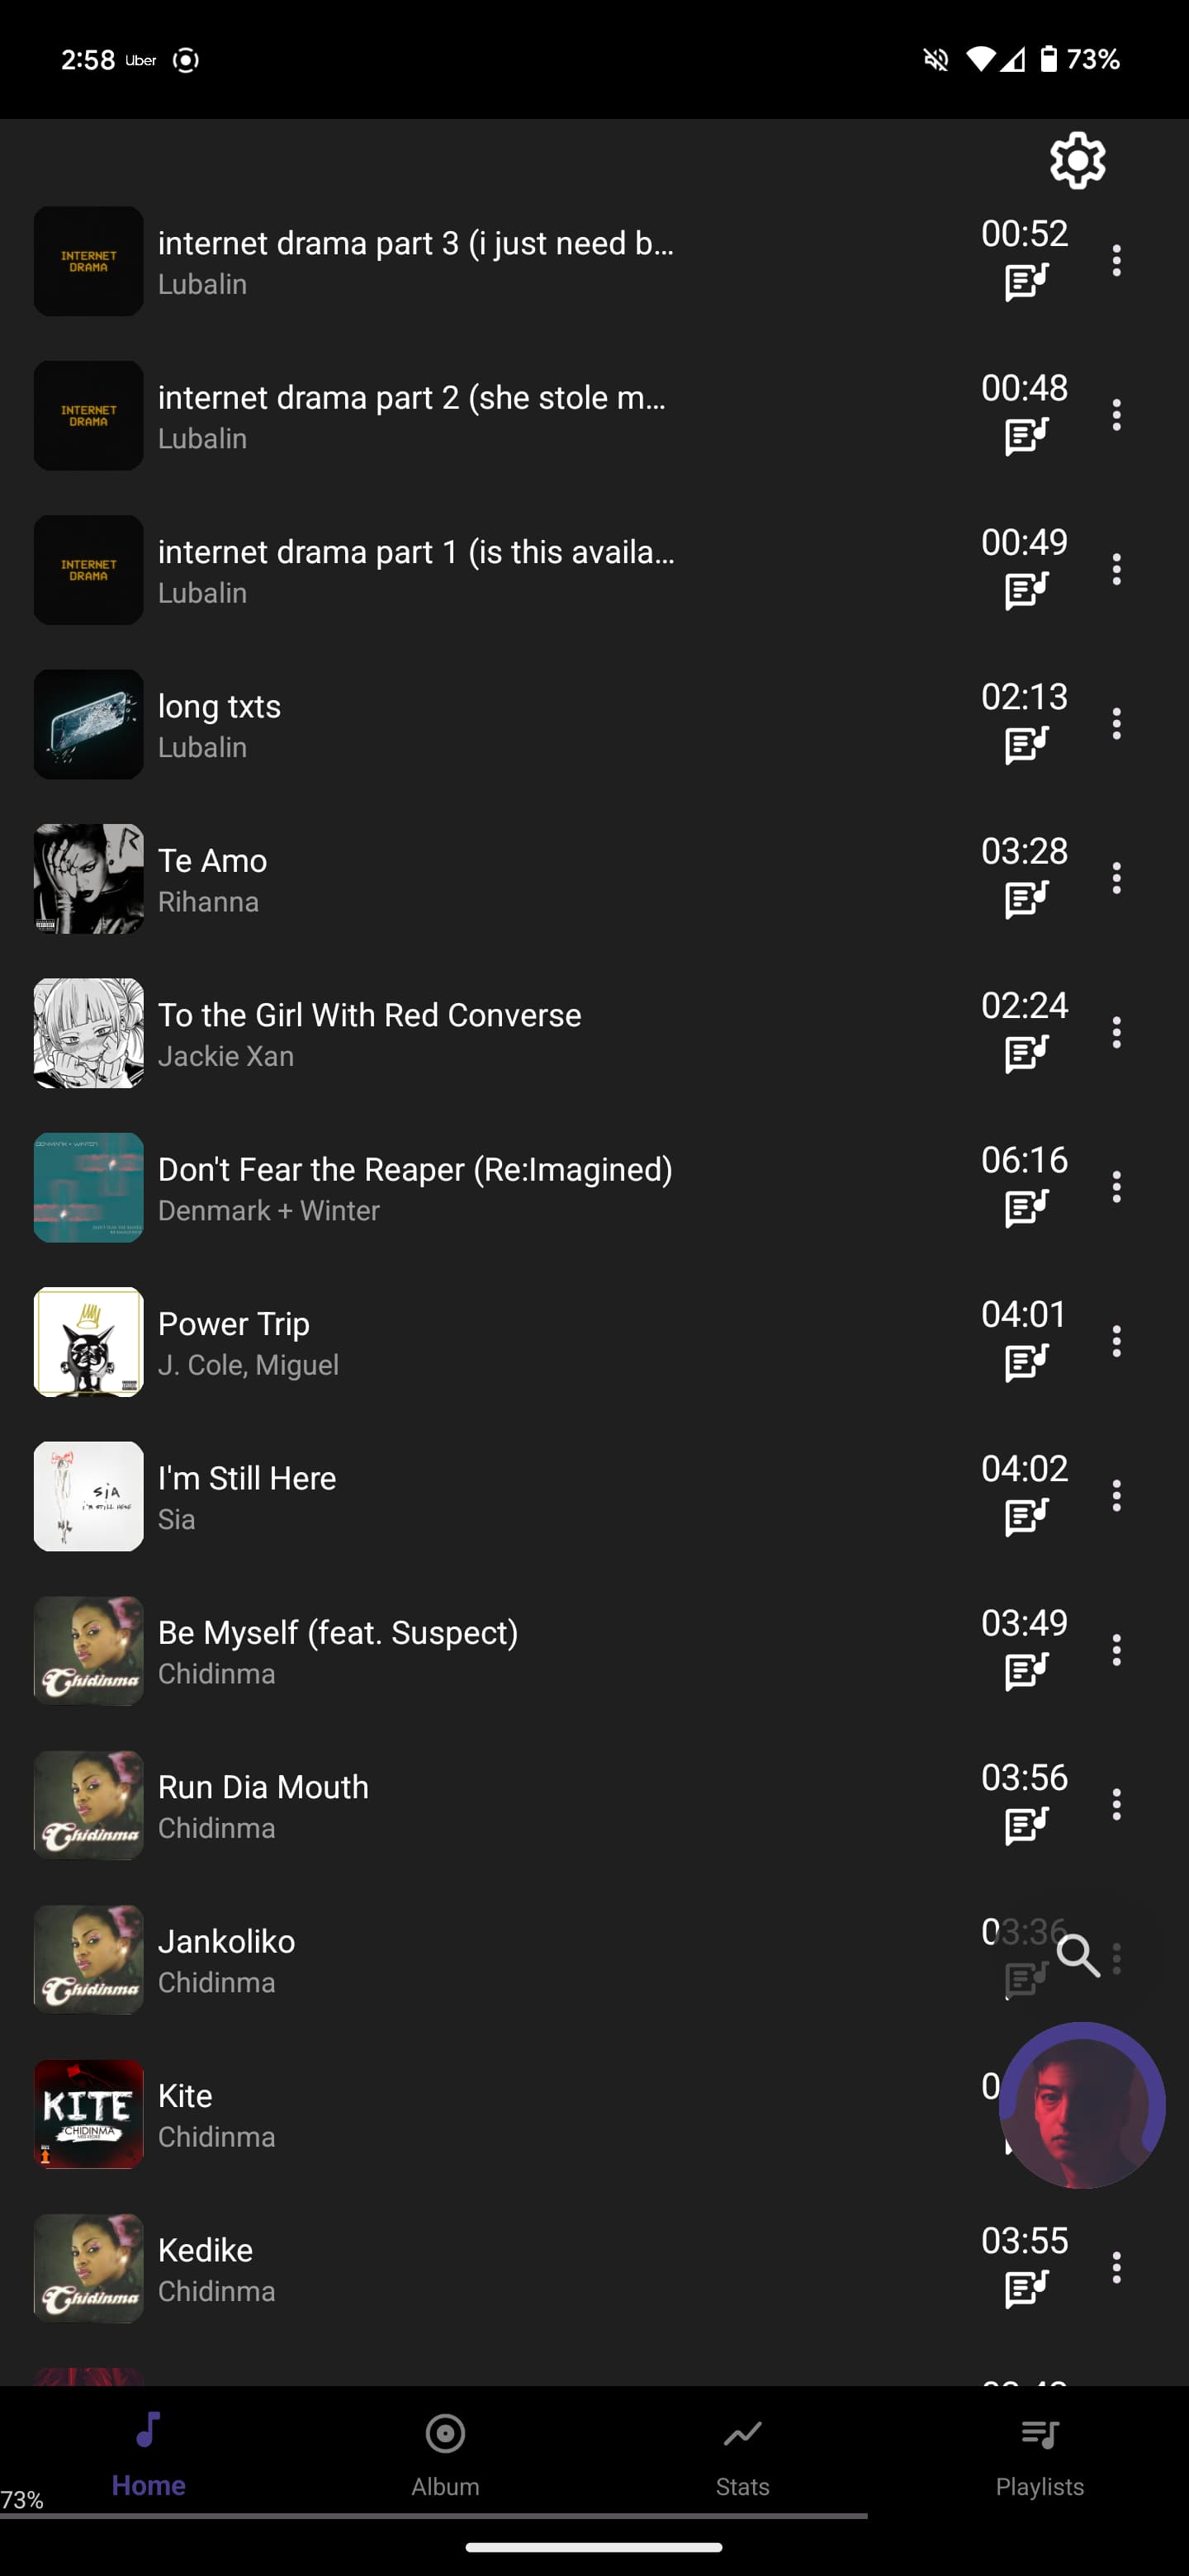 2:58 Uber
73%
INTERNET
DRAMA
internet drama part 3 (i just need b...
Lubalin
00:52
INTERNET
DRAMA
internet drama part 2 (she stole m...
Lubalin
00:48
INTERNET
DRAMA
internet drama part 1 (is this availa...
Lubalin
00:49
long txts
Lubalin
02:13
R
Te Amo
Rihanna
03:28
To the Girl With Red Converse
Jackie Xan
02:24
DENMARK + WINTER
Don't Fear the Reaper (Re:Imagined)
Denmark + Winter
06:16
Power Trip
J. Cole, Miguel
04:01
sia
i'm still here
I'm Still Here
Sia
04:02
Chidinma
Be Myself (feat. Suspect)
Chidinma
03:49
Chidinma
Run Dia Mouth
Chidinma
03:56
Chidinma
Jankoliko
Chidinma
03:36
KITE
CHIDINMA
Kite
Chidinma
0
Chidinma
Kedike
Chidinma
03:55
Home
Album
Stats
Playlists
73%